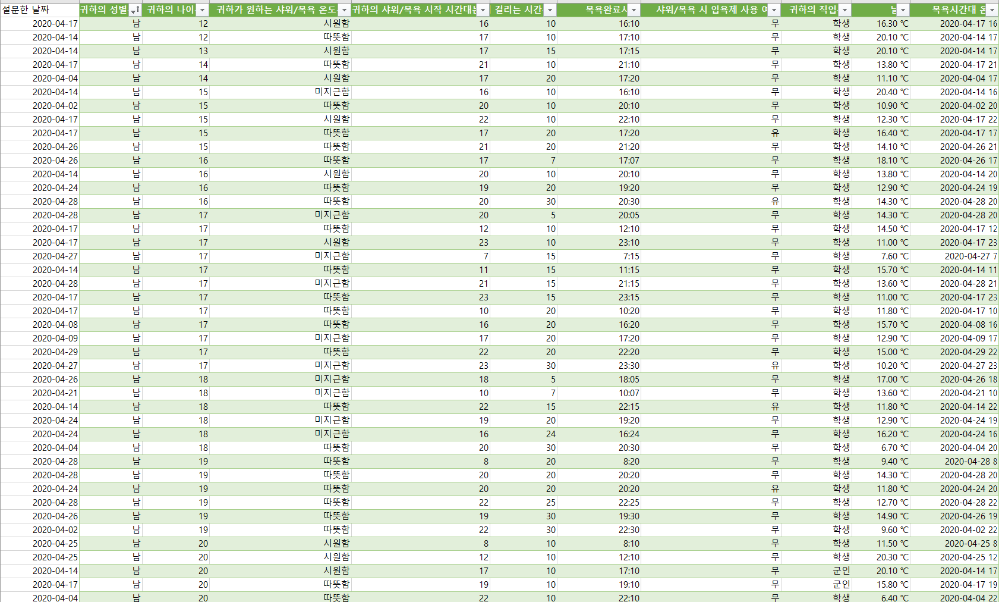 설문한 날짜 귀하의 성별 귀하의 나이 귀하가 원하는 샤워/목욕 온도 귀하의 샤워/목욕 시작 시간대는 걸리는 시간 목욕완료시 샤워/목욕 시 입욕제 사용 여 귀하의 직업 날 목욕시간대 온
2020-04-17 남 12 시원함 16 10 16:10 무 학생 16.30 ℃ 2020-04-17 16
2020-04-14 남 12 따뜻함 17 10 17:10 무 학생 20.10 ℃ 2020-04-14 17
2020-04-14 남 13 시원함 17 15 17:15 무 학생 20.10 ℃ 2020-04-14 17
2020-04-17 남 14 따뜻함 21 10 21:10 무 학생 13.80 ℃ 2020-04-17 21
2020-04-04 남 14 시원함 17 20 17:20 무 학생 11.10 ℃ 2020-04-04 17
2020-04-14 남 15 미지근함 16 10 16:10 무 학생 20.40 ℃ 2020-04-14 16
2020-04-02 남 15 따뜻함 20 10 20:10 무 학생 10.90 ℃ 2020-04-02 20
2020-04-17 남 15 시원함 22 10 22:10 무 학생 12.30 ℃ 2020-04-17 22
2020-04-17 남 15 따뜻함 17 20 17:20 유 학생 16.40 ℃ 2020-04-17 17
2020-04-26 남 15 따뜻함 21 20 21:20 무 학생 14.10 ℃ 2020-04-26 21
2020-04-26 남 16 따뜻함 17 7 17:07 무 학생 18.10 ℃ 2020-04-26 17
2020-04-14 남 16 시원함 20 10 20:10 무 학생 13.80 ℃ 2020-04-14 20
2020-04-24 남 16 따뜻함 19 20 19:20 무 학생 12.90 ℃ 2020-04-24 19
2020-04-28 남 16 따뜻함 20 30 20:30 유 학생 14.30 ℃ 2020-04-28 20
2020-04-28 남 17 미지근함 20 5 20:05 무 학생 14.30 ℃ 2020-04-28 20
2020-04-17 남 17 따뜻함 12 10 12:10 무 학생 14.50 ℃ 2020-04-17 12
2020-04-17 남 17 시원함 23 10 23:10 무 학생 11.00 ℃ 2020-04-17 23
2020-04-27 남 17 미지근함 7 15 7:15 무 학생 7.60 ℃ 2020-04-27 7
2020-04-14 남 17 따뜻함 11 15 11:15 무 학생 15.70 ℃ 2020-04-14 11
2020-04-28 남 17 미지근함 21 15 21:15 무 학생 13.60 ℃ 2020-04-28 21
2020-04-17 남 17 따뜻함 23 15 23:15 무 학생 11.00 ℃ 2020-04-17 23
2020-04-17 남 17 따뜻함 10 20 10:20 무 학생 11.80 ℃ 2020-04-17 10
2020-04-08 남 17 따뜻함 16 20 16:20 무 학생 15.70 ℃ 2020-04-08 16
2020-04-09 남 17 미지근함 17 20 17:20 무 학생 12.90 ℃ 2020-04-09 17
2020-04-29 남 17 따뜻함 22 20 22:20 무 학생 15.00 ℃ 2020-04-29 22
2020-04-27 남 17 미지근함 23 30 23:30 유 학생 10.20 ℃ 2020-04-27 23
2020-04-26 남 18 미지근함 18 5 18:05 무 학생 17.00 ℃ 2020-04-26 18
2020-04-21 남 18 미지근함 10 7 10:07 무 학생 13.60 ℃ 2020-04-21 10
2020-04-14 남 18 따뜻함 22 15 22:15 유 학생 11.80 ℃ 2020-04-14 22
2020-04-24 남 18 미지근함 19 20 19:20 무 학생 12.90 ℃ 2020-04-24 19
2020-04-24 남 18 미지근함 16 24 16:24 무 학생 16.20 ℃ 2020-04-24 16
2020-04-04 남 18 따뜻함 20 30 20:30 무 학생 6.70 ℃ 2020-04-04 20
2020-04-28 남 19 따뜻함 8 20 8:20 무 학생 9.40 ℃ 2020-04-28 8
2020-04-28 남 19 따뜻함 20 20 20:20 무 학생 14.30 ℃ 2020-04-28 20
2020-04-24 남 19 따뜻함 20 20 20:20 유 학생 11.80 ℃ 2020-04-24 20
2020-04-28 남 19 따뜻함 22 25 22:25 무 학생 12.70 ℃ 2020-04-28 22
2020-04-26 남 19 따뜻함 19 30 19:30 무 학생 14.90 ℃ 2020-04-26 19
2020-04-02 남 19 따뜻함 22 30 22:30 무 학생 9.60 ℃ 2020-04-02 22
2020-04-25 남 20 시원함 8 10 8:10 무 학생 11.50 ℃ 2020-04-25 8
2020-04-25 남 20 시원함 12 10 12:10 무 학생 20.30 ℃ 2020-04-25 12
2020-04-14 남 20 시원함 17 10 17:10 무 군인 20.10 ℃ 2020-04-14 17
2020-04-17 남 20 따뜻함 19 10 19:10 무 군인 15.80 ℃ 2020-04-17 19
2020-04-04 남 20 따뜻함 22 10 22:10 무 학생 6.40 ℃ 2020-04-04 22